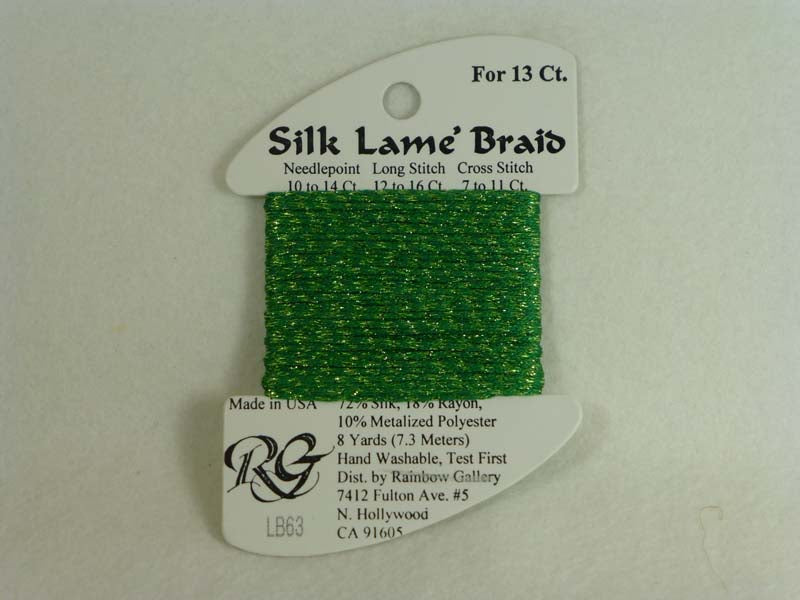 For 13 Ct.
Silk Lame' Braid
Needlepoint Long Stitch Cross Stitch
10 to 14 Ct. 12 to 16 Ct. 7 to 11 Ct.
Made in USA 72% Silk, 18% Rayon,
10% Metalized Polyester
8 Yards (7.3 Meters)
Hand Washable, Test First
Dist. by Rainbow Gallery
7412 Fulton Ave. #5
N. Hollywood
CA 91605
RG
LB63